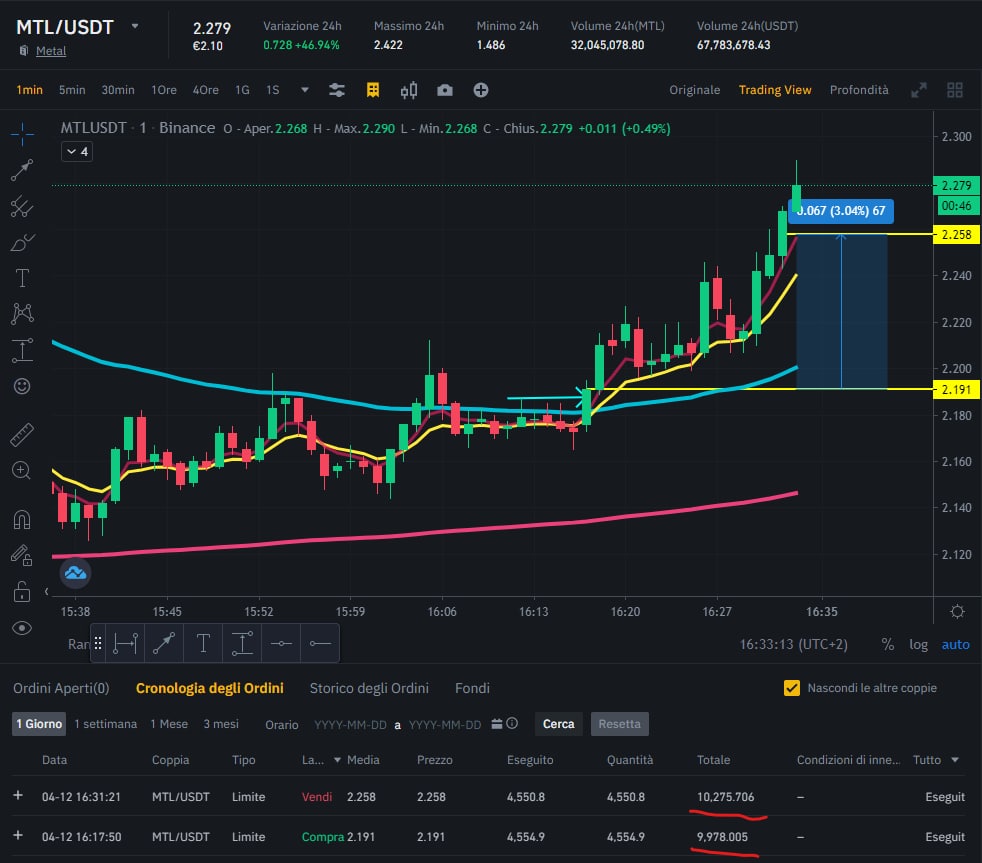 MTL/USDT
Metal
2.279
€2.10
Variazione 24h
0.728 +46.94%
Massimo 24h
2.422
Minimo 24h
1.486
Volume 24h(MTL)
32,045,078.80
Volume 24h(USDT)
67,783,678.43
1min 5min 30min 1Ore 4Ore 1G 1S
Originale Trading View Profondità
MTLUSDT · 1 · Binance O - Aper.2.268 H - Max.2.290 L - Min.2.268 C - Chius.2.279 +0.011 (+0.49%)
4
2.300
2.279
00:46
0.067 (3.04%) 67
2.258
2.240
2.220
2.200
2.191
2.180
2.160
2.140
2.120
15:38 15:45 15:52 15:59 16:06 16:13 16:20 16:27 16:35
16:33:13 (UTC+2) % log auto
Ordini Aperti(0) Cronologia degli Ordini Storico degli Ordini Fondi Nascondi le altre coppie
1 Giorno 1 settimana 1 Mese 3 mesi Orario YYYY-MM-DD a YYYY-MM-DD Cerca Resetta
Data Coppia Tipo La... Media Prezzo Eseguito Quantità Totale Condizioni di inne... Tutto
04-12 16:31:21 MTL/USDT Limite Vendi 2.258 2.258 4,550.8 4,550.8 10,275.706 – Eseguit
04-12 16:17:50 MTL/USDT Limite Compra 2.191 2.191 4,554.9 4,554.9 9,978.005 – Eseguit